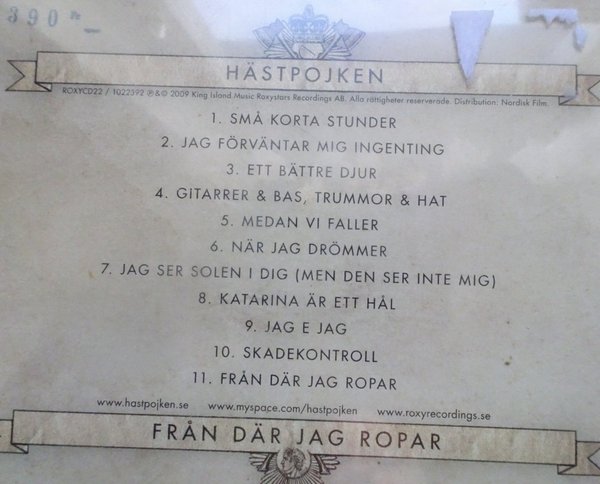 390:-
HÄSTPOJKEN
ROXYCD22 / 1022592 ℗&© 2009 King Island Music Roxystars Recordings AB. Alla rättigheter reserverade. Distribution: Nordisk Film.
1. SMÅ KORTA STUNDER
2. JAG FÖRVÄNTAR MIG INGENTING
3. ETT BÄTTRE DJUR
4. GITARRER & BAS, TRUMMOR & HAT
5. MEDAN VI FALLER
6. NÄR JAG DRÖMMER
7. JAG SER SOLEN I DIG (MEN DEN SER INTE MIG)
8. KATARINA ÄR ETT HÅL
9. JAG E JAG
10. SKADEKONTROLL
11. FRÅN DÄR JAG ROPAR
www.hastpojken.se www.myspace.com/hastpojken www.roxyrecordings.se
FRÅN DÄR JAG ROPAR